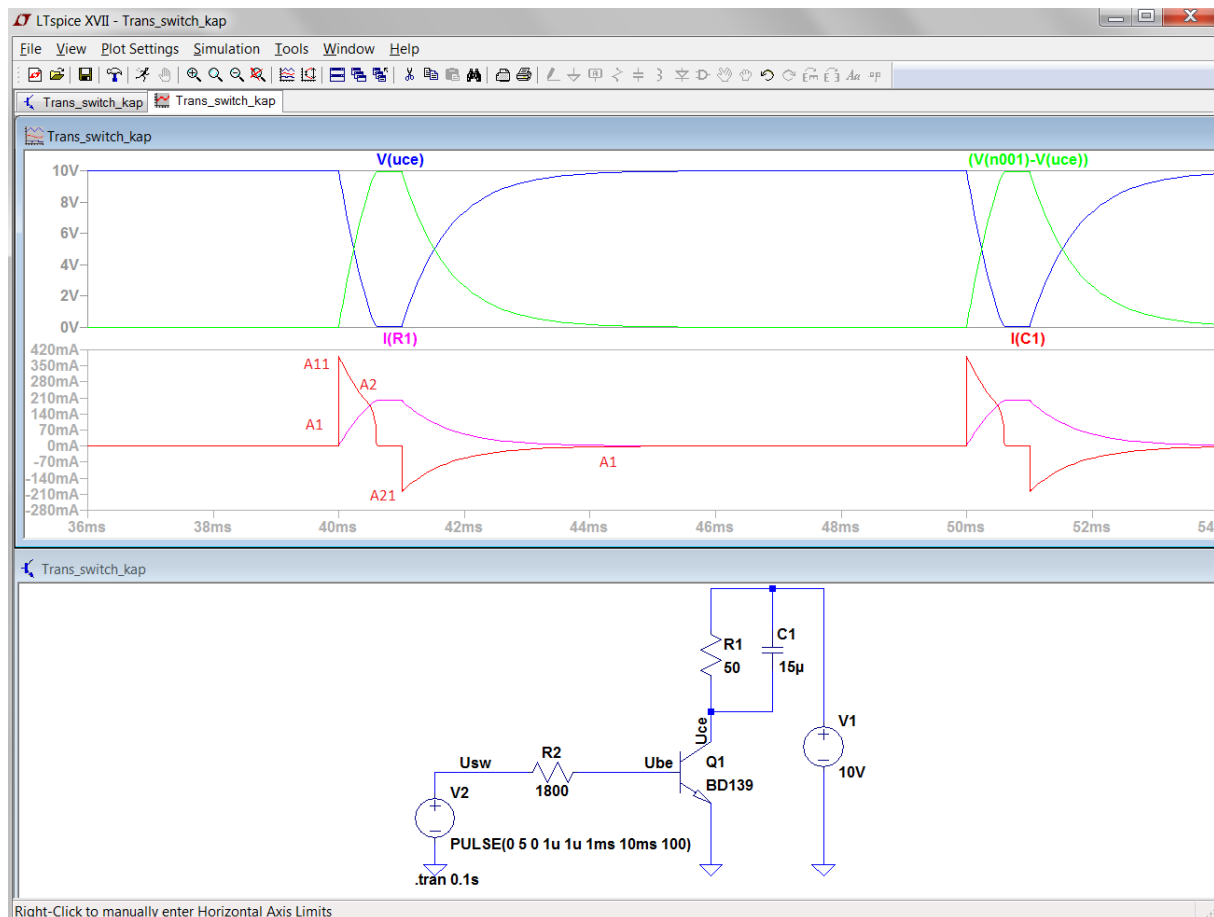 LTspice XVII - Trans_switch_kap
File View Plot Settings Simulation Tools Window Help
Trans_switch_kap Trans_switch_kap
Trans_switch_kap
V(uce) (V(n001)-V(uce))
10V
8V
6V
4V
2V
0V
I(R1) I(C1)
420mA
350mA
280mA
210mA
140mA
70mA
0mA
-70mA
-140mA
-210mA
-280mA
A11
A2
A1
A1
A21
36ms 38ms 40ms 42ms 44ms 46ms 48ms 50ms 52ms 54
Trans_switch_kap
R1
50
C1
15µ
Uce
V1
10V
Usw
R2
1800
Ube
Q1
BD139
V2
PULSE(0 5 0 1u 1u 1ms 10ms 100)
.tran 0.1s
Right-Click to manually enter Horizontal Axis Limits